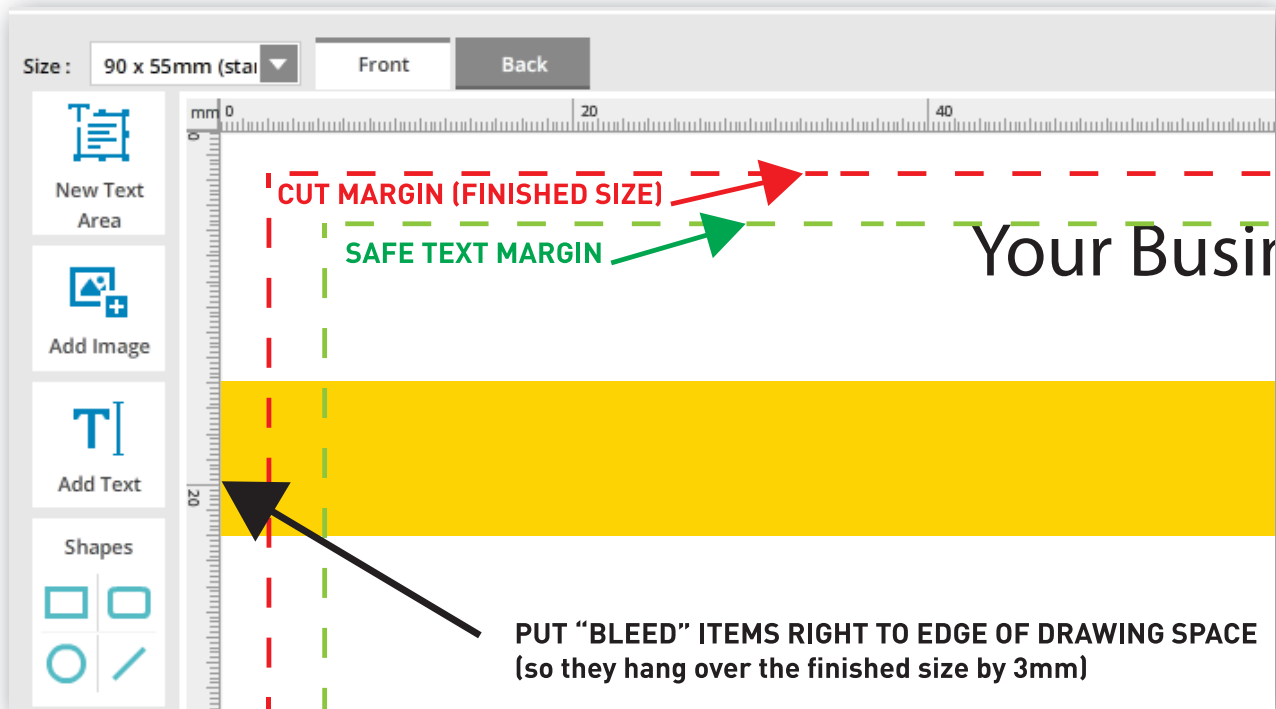 Size :
90 x 55mm (sta
Front
Back
mm
0
20
40
0
20
New Text
Area
Add Image
Add Text
Shapes
CUT MARGIN (FINISHED SIZE)
SAFE TEXT MARGIN
Your Busin
PUT “BLEED” ITEMS RIGHT TO EDGE OF DRAWING SPACE
(so they hang over the finished size by 3mm)